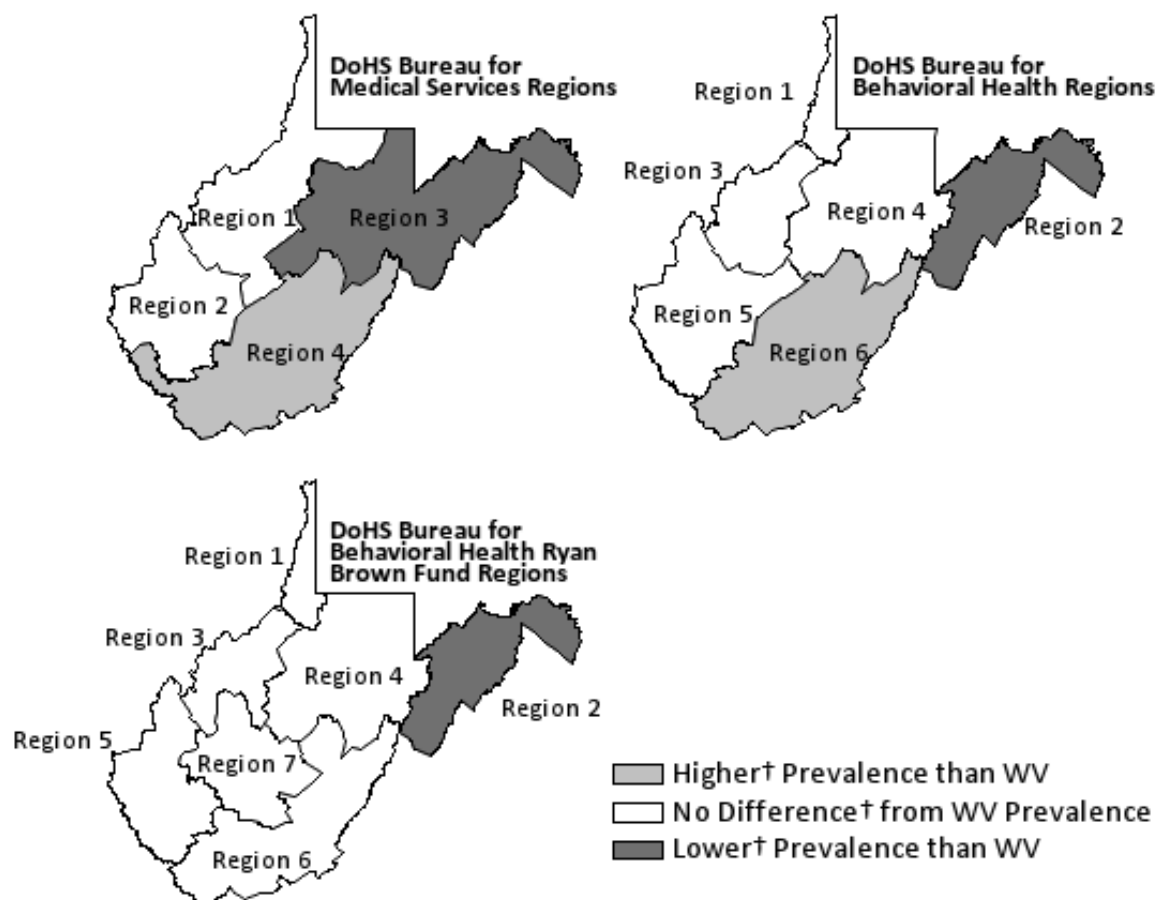 DoHS Bureau for
Medical Services Regions
Region 1
Region 3
Region 2
Region 4
DoHS Bureau for
Behavioral Health Regions
Region 1
Region 3
Region 4
Region 2
Region 5
Region 6
DoHS Bureau for
Behavioral Health Ryan
Brown Fund Regions
Region 1
Region 3
Region 4
Region 2
Region 5
Region 7
Region 6
Higher† Prevalence than WV
No Difference† from WV Prevalence
Lower† Prevalence than WV